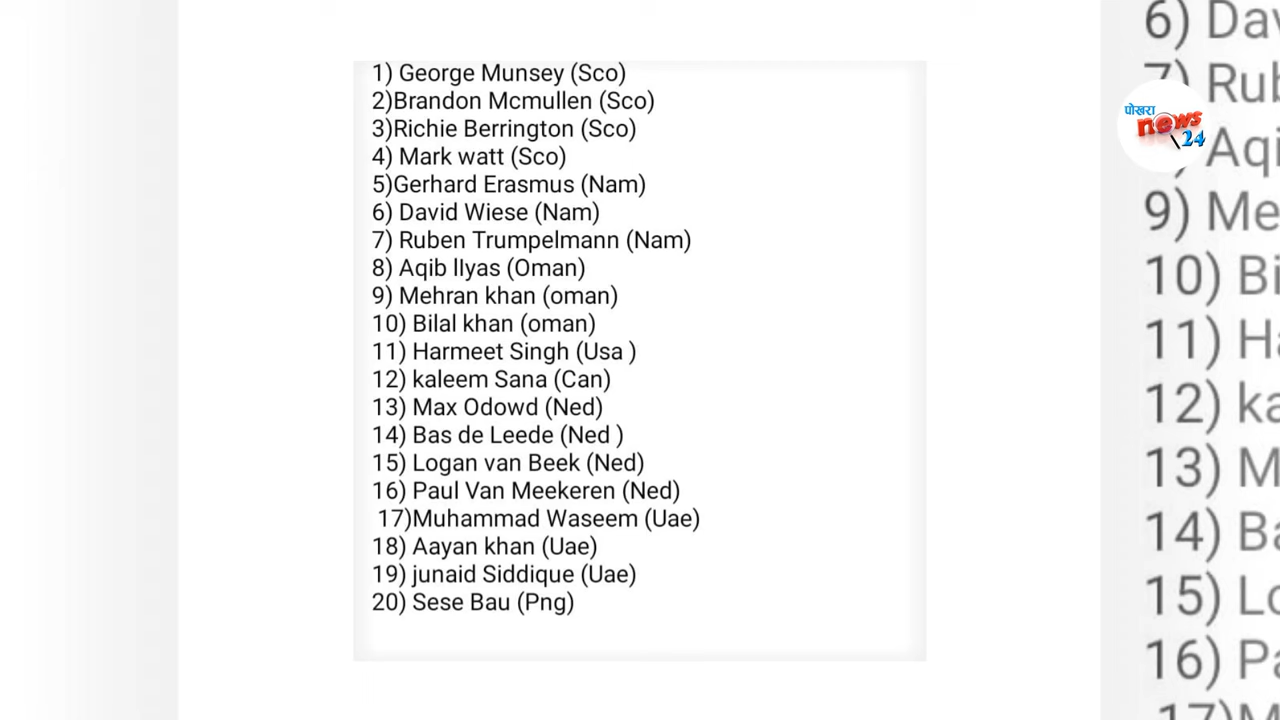 1) George Munsey (Sco)
2)Brandon Mcmullen (Sco)
3)Richie Berrington (Sco)
4) Mark watt (Sco)
5)Gerhard Erasmus (Nam)
6) David Wiese (Nam)
7) Ruben Trumpelmann (Nam)
8) Aqib Ilyas (Oman)
9) Mehran khan (oman)
10) Bilal khan (oman)
11) Harmeet Singh (Usa )
12) kaleem Sana (Can)
13) Max Odowd (Ned)
14) Bas de Leede (Ned )
15) Logan van Beek (Ned)
16) Paul Van Meekeren (Ned)
17)Muhammad Waseem (Uae)
18) Aayan khan (Uae)
19) junaid Siddique (Uae)
20) Sese Bau (Png)
पोखरा
news
24
6) Dav
7) Rub
Aqi
9) Me
10) Bi
11) Ha
12) ka
13) M
14) Ba
15) Lo
16) Pa
17)M